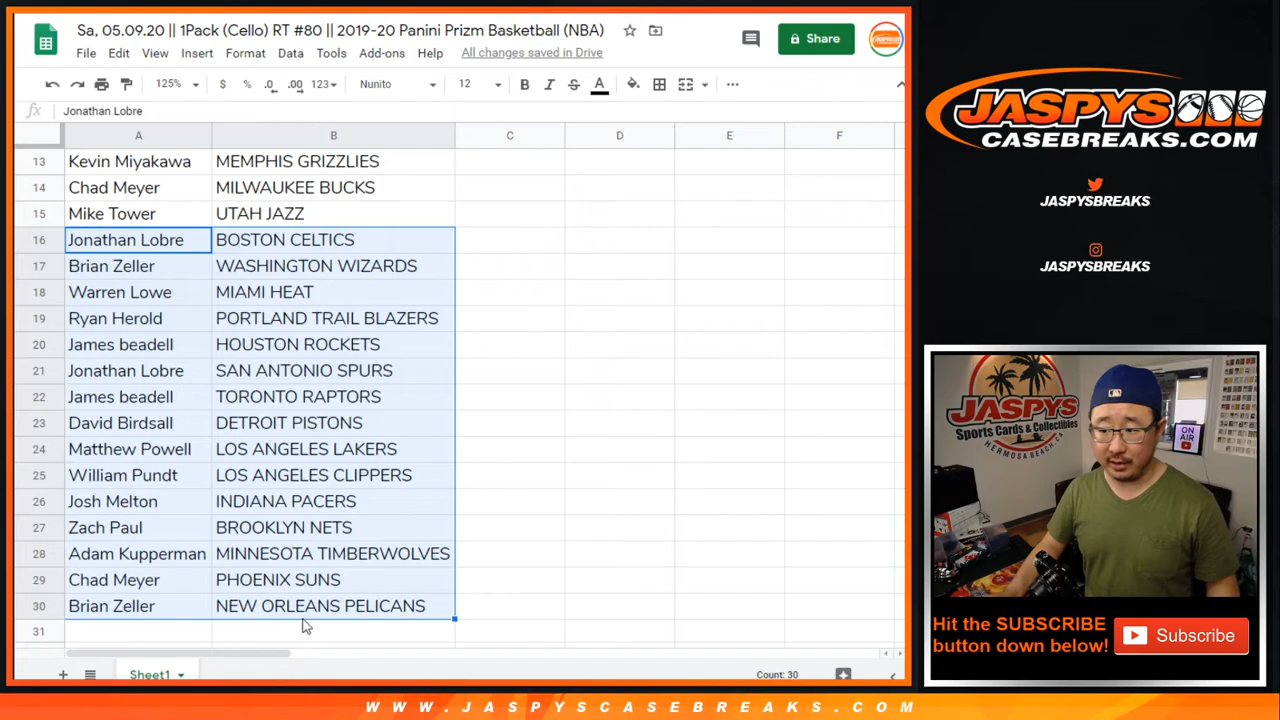 Sa, 05.09.20 || 1Pack (Cello) RT #80 || 2019-20 Panini Prizm Basketball (NBA)
File Edit View Insert Format Data Tools Add-ons Help All changes saved in Drive
Share
125% $ % .0 .00 123 Nunito 12 B I S A
fx Jonathan Lobre
A B C D E F
13 Kevin Miyakawa MEMPHIS GRIZZLIES
14 Chad Meyer MILWAUKEE BUCKS
15 Mike Tower UTAH JAZZ
16 Jonathan Lobre BOSTON CELTICS
17 Brian Zeller WASHINGTON WIZARDS
18 Warren Lowe MIAMI HEAT
19 Ryan Herold PORTLAND TRAIL BLAZERS
20 James beadell HOUSTON ROCKETS
21 Jonathan Lobre SAN ANTONIO SPURS
22 James beadell TORONTO RAPTORS
23 David Birdsall DETROIT PISTONS
24 Matthew Powell LOS ANGELES LAKERS
25 William Pundt LOS ANGELES CLIPPERS
26 Josh Melton INDIANA PACERS
27 Zach Paul BROOKLYN NETS
28 Adam Kupperman MINNESOTA TIMBERWOLVES
29 Chad Meyer PHOENIX SUNS
30 Brian Zeller NEW ORLEANS PELICANS
31
Sheet1 Count: 30
JASPYS
CASEBREAKS.COM
JASPYSBREAKS
JASPYSBREAKS
JASPYS
Sports Cards & Collectibles
HERMOSA BEACH, CA
ON AIR
Hit the SUBSCRIBE
button down below!
Subscribe
WWW.JASPYSCASEBREAKS.COM